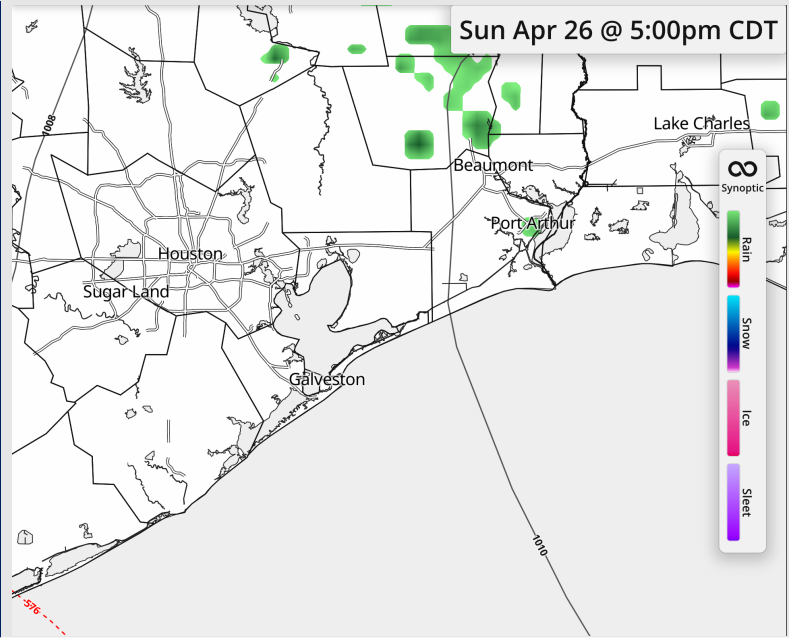 Sun Apr 26 @ 5:00pm CDT
1008
Lake Charles
Beaumont
Synoptic
Port Arthur
Rain
Houston
Sugar Land
Snow
Galveston
Ice
Sleet
1010
-576